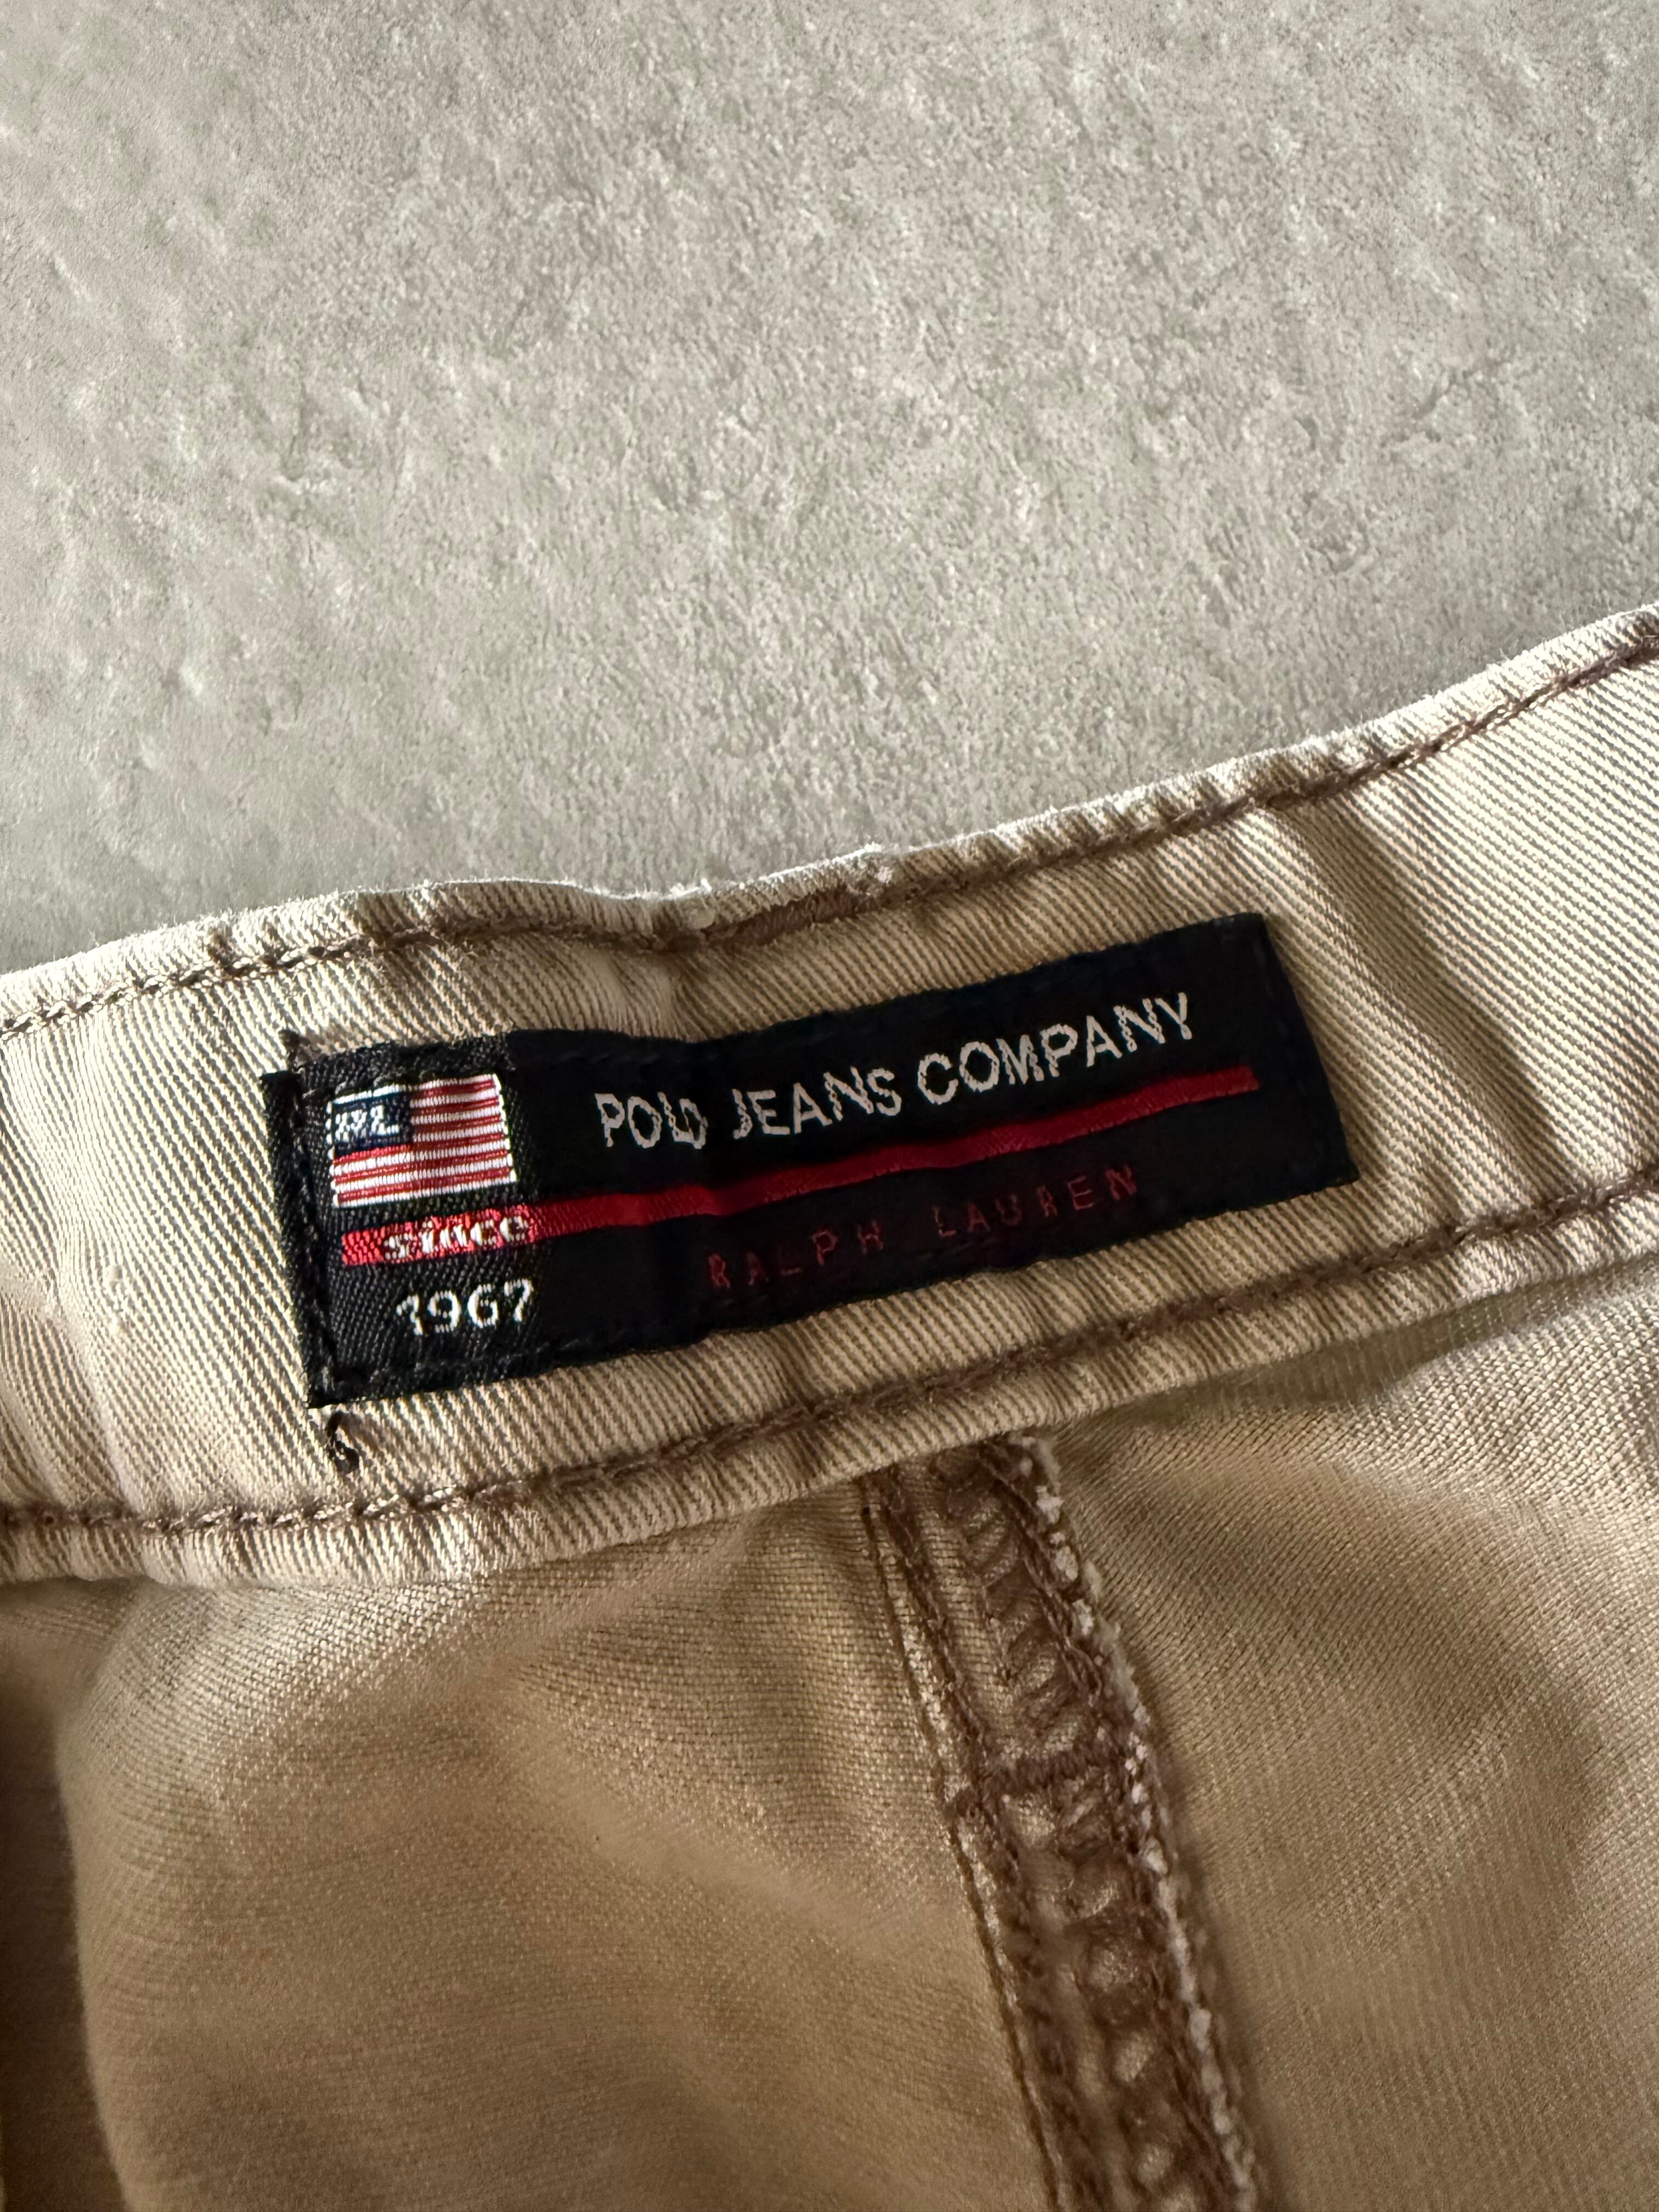 RL
since
1967
POLO JEANS COMPANY
RALPH LAUREN